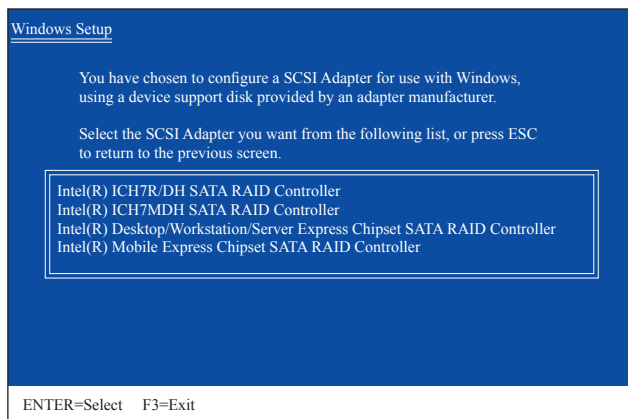 Windows Setup
You have chosen to configure a SCSI Adapter for use with Windows,
using a device support disk provided by an adapter manufacturer.
Select the SCSI Adapter you want from the following list, or press ESC
to return to the previous screen.
Intel(R) ICH7R/DH SATA RAID Controller
Intel(R) ICH7MDH SATA RAID Controller
Intel(R) Desktop/Workstation/Server Express Chipset SATA RAID Controller
Intel(R) Mobile Express Chipset SATA RAID Controller
ENTER=Select F3=Exit